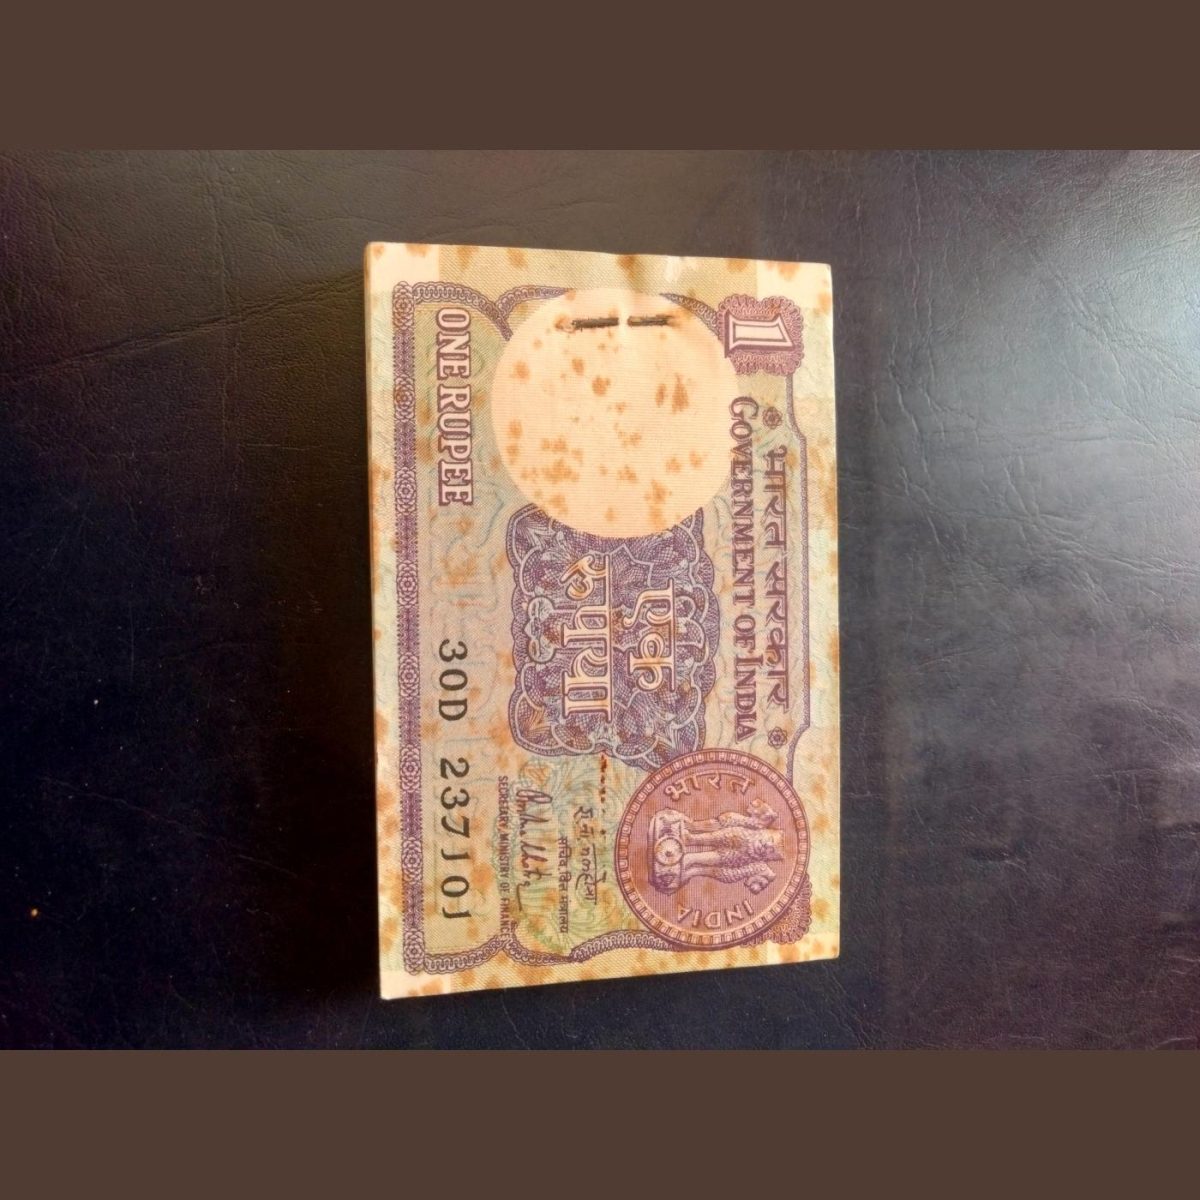 1
भारत सरकार
GOVERNMENT OF INDIA
भारत
INDIA
एक
रुपया
सचिव वित्त मंत्रालय
SECRETARY, MINISTRY OF FINANCE
ONE RUPEE
30D 237101